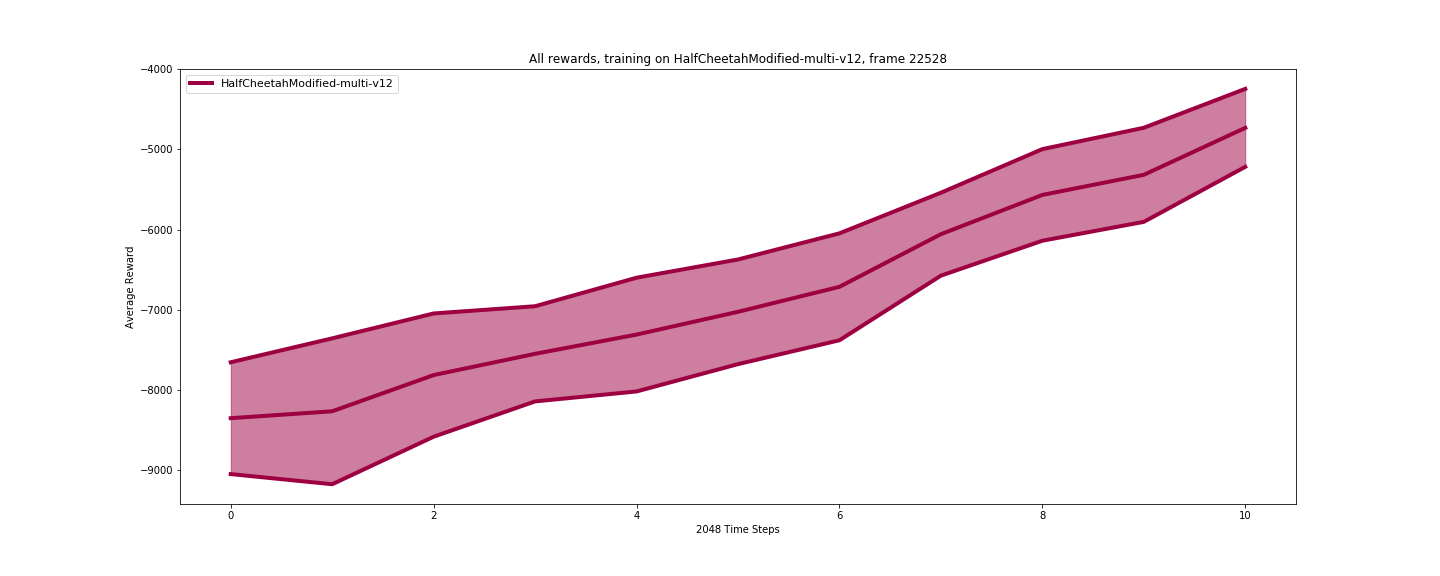 All rewards, training on HalfCheetahModified-multi-v12, frame 22528
HalfCheetahModified-multi-v12
−4000
−5000
−6000
−7000
−8000
−9000
Average Reward
0 2 4 6 8 10
2048 Time Steps